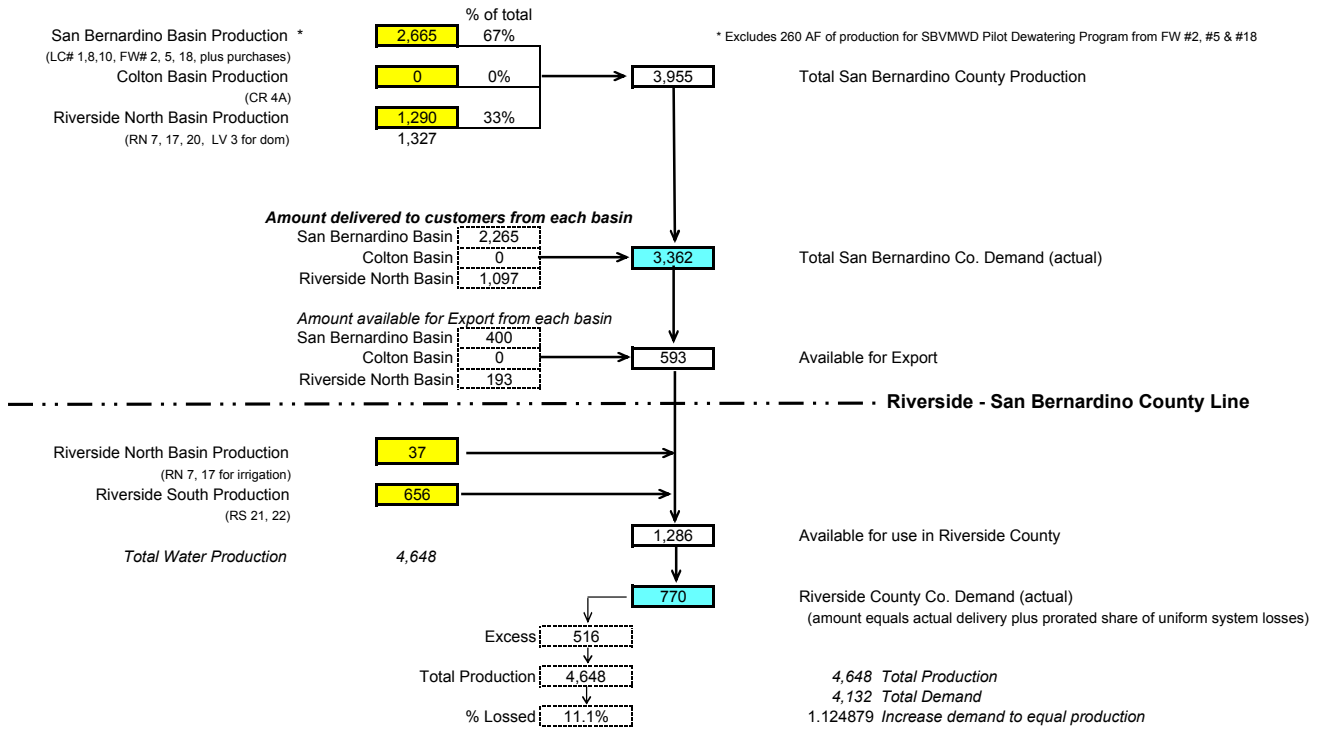 % of total
San Bernardino Basin Production * 2,665 67% * Excludes 260 AF of production for SBVMWD Pilot Dewatering Program from FW #2, #5 & #18
(LC# 1,8,10, FW# 2, 5, 18, plus purchases)
Colton Basin Production 0 0% 3,955 Total San Bernardino County Production
(CR 4A)
Riverside North Basin Production 1,290 33%
(RN 7, 17, 20, LV 3 for dom) 1,327
Amount delivered to customers from each basin
San Bernardino Basin 2,265
Colton Basin 0 3,362 Total San Bernardino Co. Demand (actual)
Riverside North Basin 1,097
Amount available for Export from each basin
San Bernardino Basin 400
Colton Basin 0 593 Available for Export
Riverside North Basin 193
Riverside - San Bernardino County Line
Riverside North Basin Production 37
(RN 7, 17 for irrigation)
Riverside South Production 656
(RS 21, 22)
1,286 Available for use in Riverside County
Total Water Production 4,648
770 Riverside County Co. Demand (actual)
(amount equals actual delivery plus prorated share of uniform system losses)
Excess 516
Total Production 4,648 4,648 Total Production
4,132 Total Demand
% Lossed 11.1% 1.124879 Increase demand to equal production